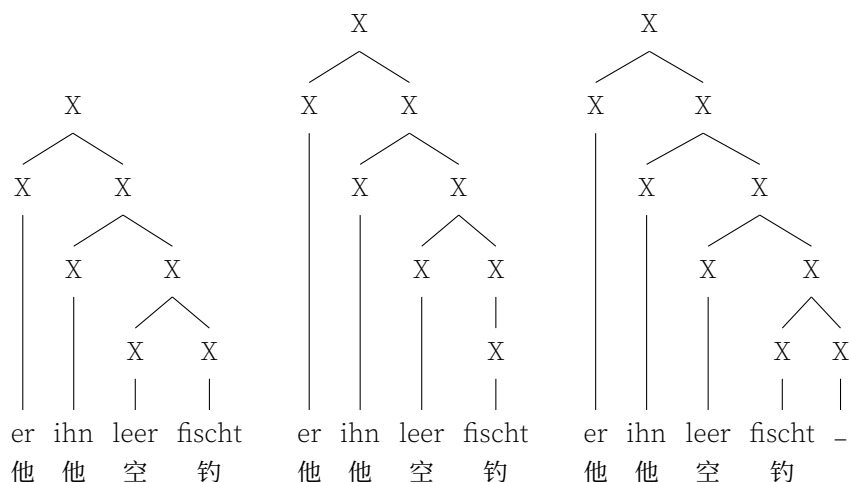 X X
X X X X X
X X X X X X
X X X X X X
X X X X X
er ihn leer fischt er ihn leer fischt er ihn leer fischt _
他 他 空 钓 他 他 空 钓 他 他 空 钓